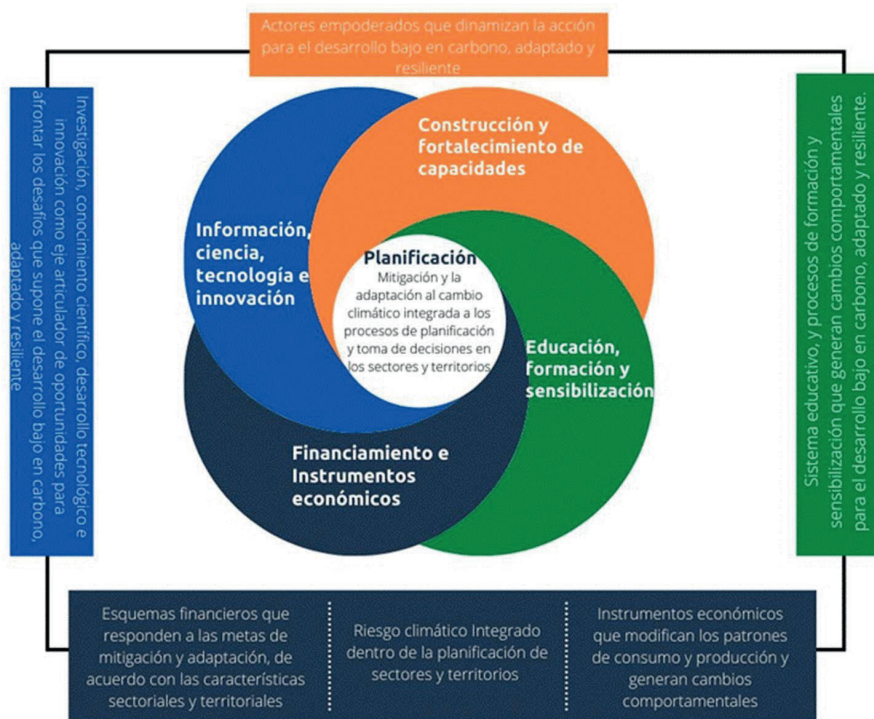 Actores empoderados que dinamizan la acción
para el desarrollo bajo en carbono, adaptado y
resiliente
Investigación, conocimiento científico, desarrollo tecnológico e
innovación como eje articulador de oportunidades para
afrontar los desafíos que supone el desarrollo bajo en carbono,
adaptado y resiliente
Construcción y
fortalecimiento de
capacidades
Información,
ciencia,
tecnología e
innovación
Planificación
Mitigación y la
adaptación al cambio
climático integrada a los
procesos de planificación
y toma de decisiones en
los sectores y territorios
Educación,
formación y
sensibilización
Financiamiento e
Instrumentos
económicos
Sistema educativo, y procesos de formación y
sensibilización que generan cambios comportamentales
para el desarrollo bajo en carbono, adaptado y resiliente.
Esquemas financieros que
responden a las metas de
mitigación y adaptación, de
acuerdo con las características
sectoriales y territoriales
Riesgo climático Integrado
dentro de la planificación de
sectores y territorios
Instrumentos económicos
que modifican los patrones
de consumo y producción y
generan cambios
comportamentales